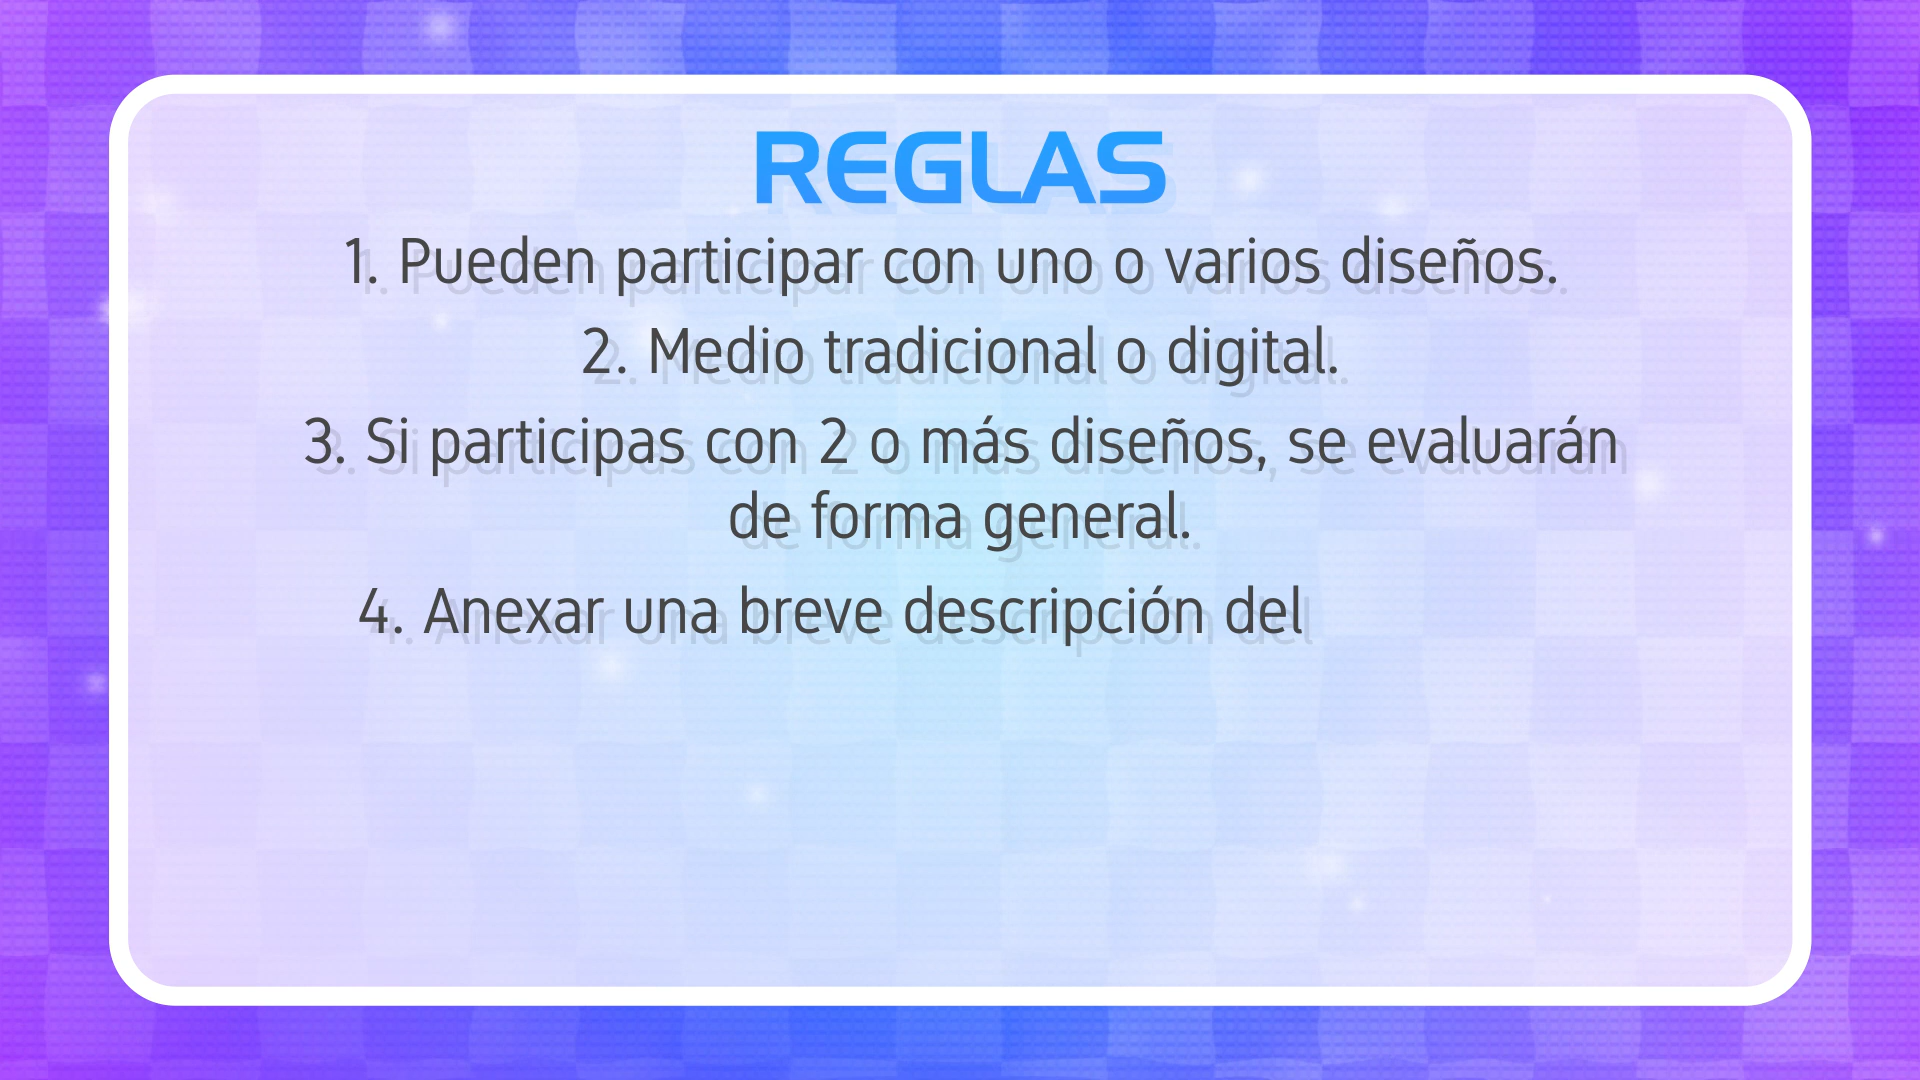 REGLAS
1. Pueden participar con uno o varios diseños.
2. Medio tradicional o digital.
3. Si participas con 2 o más diseños, se evaluarán
de forma general.
4. Anexar una breve descripción del